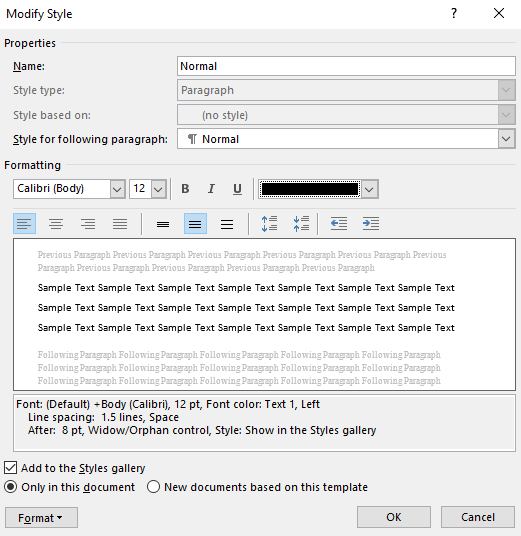 Modify Style ? ×
Properties
Name: Normal
Style type: Paragraph
Style based on: (no style)
Style for following paragraph: ¶ Normal
Formatting
Calibri (Body) 12 B I U
Previous Paragraph Previous Paragraph Previous Paragraph Previous Paragraph Previous Paragraph Previous
Paragraph Previous Paragraph Previous Paragraph Previous Paragraph Previous Paragraph
Sample Text Sample Text Sample Text Sample Text Sample Text Sample Text Sample Text
Sample Text Sample Text Sample Text Sample Text Sample Text Sample Text Sample Text
Sample Text Sample Text Sample Text Sample Text Sample Text Sample Text Sample Text
Following Paragraph Following Paragraph Following Paragraph Following Paragraph Following Paragraph
Following Paragraph Following Paragraph Following Paragraph Following Paragraph Following Paragraph
Following Paragraph Following Paragraph Following Paragraph Following Paragraph Following Paragraph
Font: (Default) +Body (Calibri), 12 pt, Font color: Text 1, Left
Line spacing: 1.5 lines, Space
After: 8 pt, Widow/Orphan control, Style: Show in the Styles gallery
Add to the Styles gallery
Only in this document New documents based on this template
Format OK Cancel